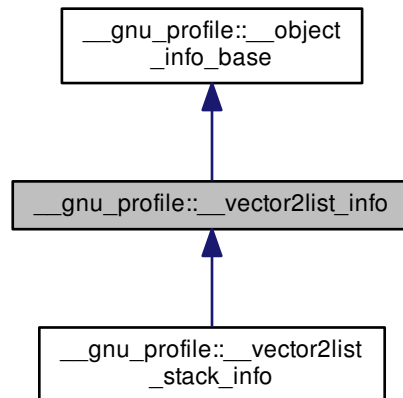 __gnu_profile::__object
_info_base
__gnu_profile::__vector2list_info
__gnu_profile::__vector2list
_stack_info